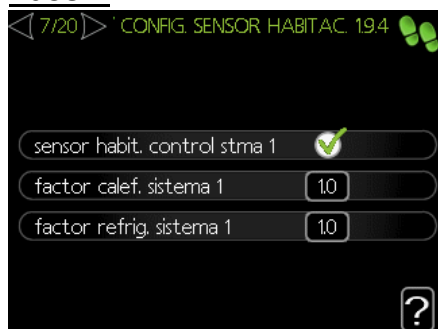 7/20 CONFIG. SENSOR HABITAC. 1.9.4
sensor habit. control stma 1
factor calef. sistema 1 1.0
factor refrig. sistema 1 1.0
?